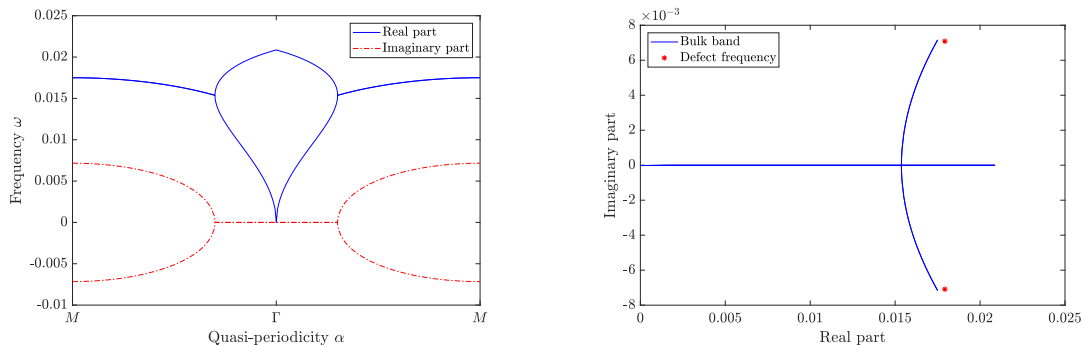 0.025
0.02
0.015
0.01
0.005
0
-0.005
-0.01
Frequency ω
M
Γ
M
Quasi-periodicity α
Real part
Imaginary part
×10⁻³
8
6
4
2
0
-2
-4
-6
-8
Imaginary part
0
0.005
0.01
0.015
0.02
0.025
Real part
Bulk band
Defect frequency